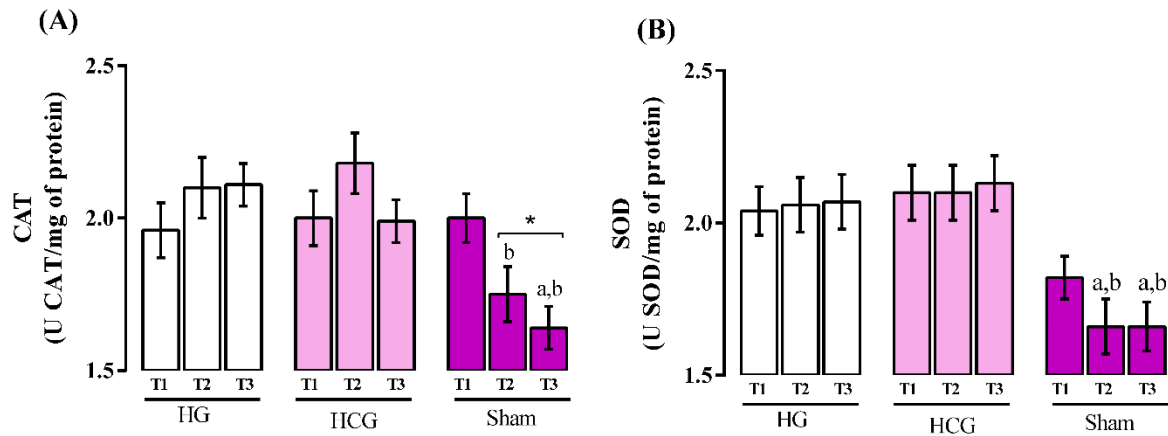 (A)
CAT
(U CAT/mg of protein)
2.5
2.0
1.5
b
*
a,b
T1 T2 T3 T1 T2 T3 T1 T2 T3
HG HCG Sham
(B)
SOD
(U SOD/mg of protein)
2.5
2.0
1.5
a,b a,b
T1 T2 T3 T1 T2 T3 T1 T2 T3
HG HCG Sham